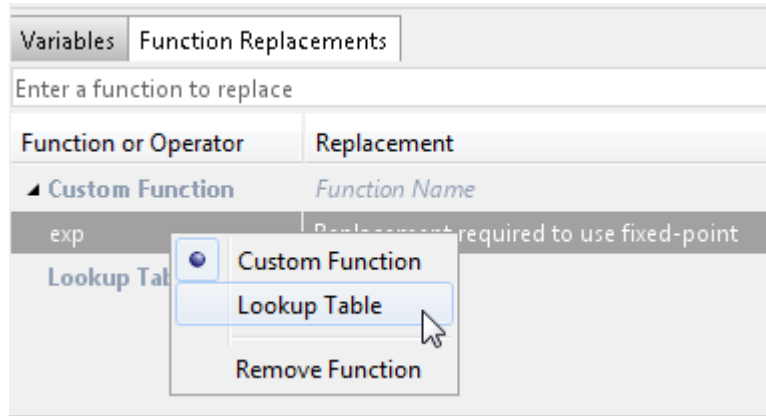 Variables Function Replacements
Enter a function to replace
Function or Operator Replacement
Custom Function Function Name
exp required to use fixed-point
Custom Function
Lookup
Lookup Table
Remove Function